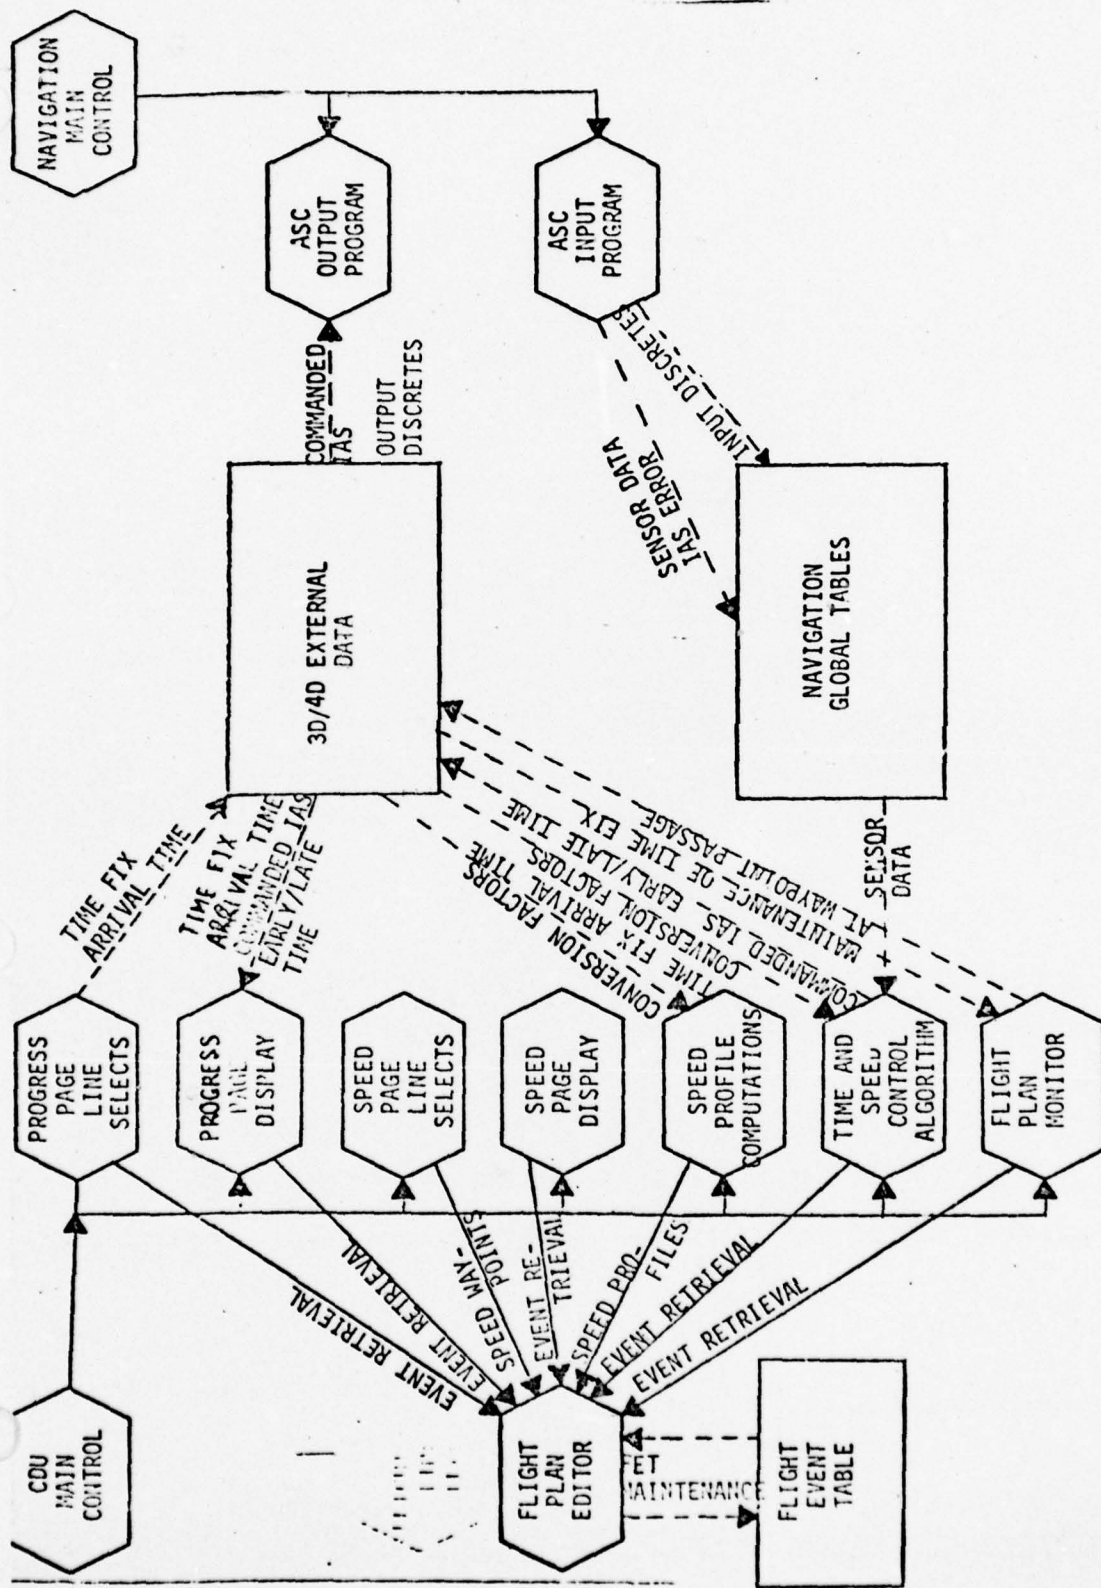 CDU
MAIN
CONTROL
PROGRESS
PAGE
LINE
SELECTS
TIME FIX
ARRIVAL TIME
NAVIGATION
MAIN
CONTROL
EVENT RETRIEVAL
PROGRESS
PAGE
DISPLAY
TIME FIX
ARRIVAL TIME
COMMANDED IAS
EARLY/LATE
TIME
3D/4D EXTERNAL
DATA
COMMANDED
IAS
OUTPUT
DISCRETES
ASC
OUTPUT
PROGRAM
EVENT RETRIEVAL
SPEED
PAGE
LINE
SELECTS
SPEED WAY-
POINTS
FLIGHT
PLAN
EDITOR
EVENT RE-
TRIEVAL
SPEED
PAGE
DISPLAY
CONVERSION FACTORS
TIME FIX ARRIVAL TIME
CONVERSION FACTORS
COMMANDED IAS EARLY/LATE TIME
MAINTENANCE OF TIME FIX
AT WAYPOINT PASSAGE
SENSOR DATA
IAS ERROR
INPUT DISCRETES
ASC
INPUT
PROGRAM
SPEED PRO-
FILES
SPEED
PROFILE
COMPUTATIONS
EVENT RETRIEVAL
TIME AND
SPEED
CONTROL
ALGORITHM
SENSOR
DATA
NAVIGATION
GLOBAL TABLES
FET
MAINTENANCE
EVENT RETRIEVAL
FLIGHT
PLAN
MONITOR
FLIGHT
EVENT
TABLE